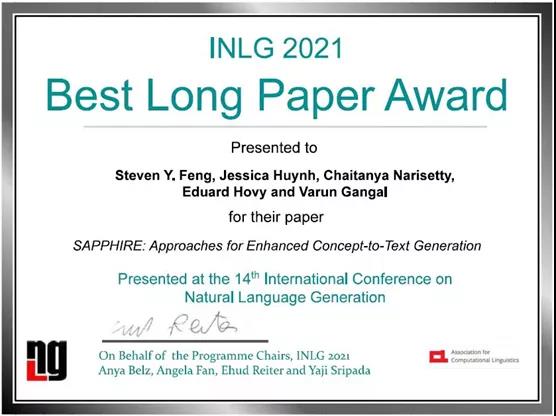 INLG 2021
Best Long Paper Award
Presented to
Steven Y. Feng, Jessica Huynh, Chaitanya Narisetty,
Eduard Hovy and Varun Gangal
for their paper
SAPPHIRE: Approaches for Enhanced Concept-to-Text Generation
Presented at the 14th International Conference on
Natural Language Generation
On Behalf of the Programme Chairs, INLG 2021
Anya Belz, Angela Fan, Ehud Reiter and Yaji Sripada
nlg
Association for
Computational Linguistics